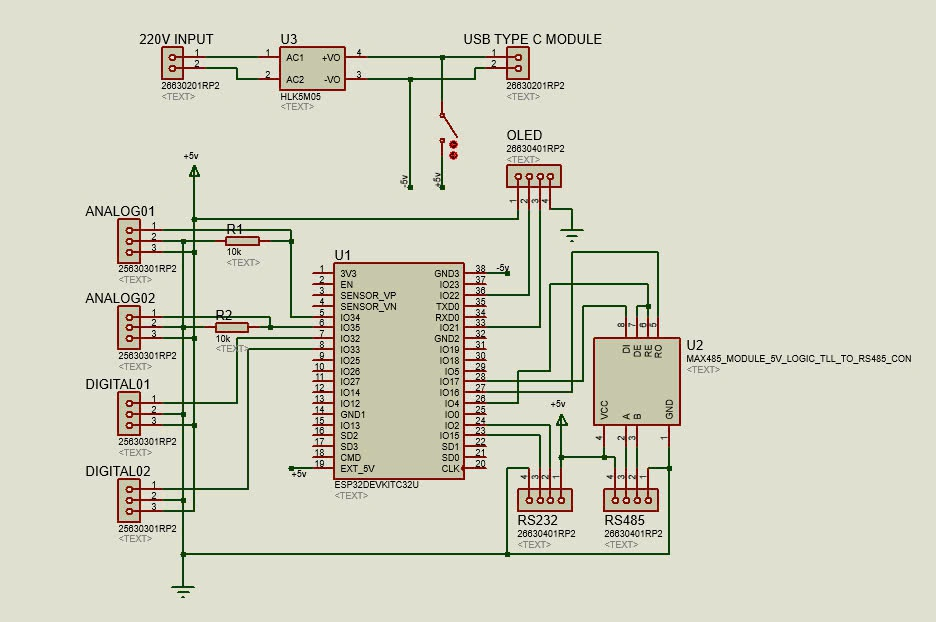 220V INPUT
1
2
26630201RP2
<TEXT>
U3
1
2
AC1
AC2
+VO
-VO
4
3
HLK5M05
<TEXT>
USB TYPE C MODULE
1
2
26630201RP2
<TEXT>
-5v
+5v
OLED
26630401RP2
<TEXT>
1
2
3
4
+5v
ANALOG01
1
2
3
25630301RP2
<TEXT>
R1
10k
<TEXT>
ANALOG02
1
2
3
25630301RP2
<TEXT>
R2
10k
<TEXT>
DIGITAL01
1
2
3
25630301RP2
<TEXT>
DIGITAL02
1
2
3
25630301RP2
<TEXT>
U1
1 3V3
2 EN
3 SENSOR_VP
4 SENSOR_VN
5 IO34
6 IO35
7 IO32
8 IO33
9 IO25
10 IO26
11 IO27
12 IO14
13 IO12
14 GND1
15 IO13
16 SD2
17 SD3
18 CMD
19 EXT_5V
+5v
GND3 38
-5v
IO23 37
IO22 36
TXD0 35
RXD0 34
IO21 33
GND2 32
IO19 31
IO18 30
IO5 29
IO17 28
IO16 27
IO4 26
IO0 25
IO2 24
IO15 23
SD1 22
SD0 21
CLK 20
ESP32DEVKITC32U
<TEXT>
U2
MAX485_MODULE_5V_LOGIC_TLL_TO_RS485_CON
<TEXT>
8
7
6
5
DI
DE
RE
RO
VCC
A
B
GND
4
2
3
1
+5v
4
3
2
1
RS232
26630401RP2
<TEXT>
4
3
2
1
RS485
26630401RP2
<TEXT>